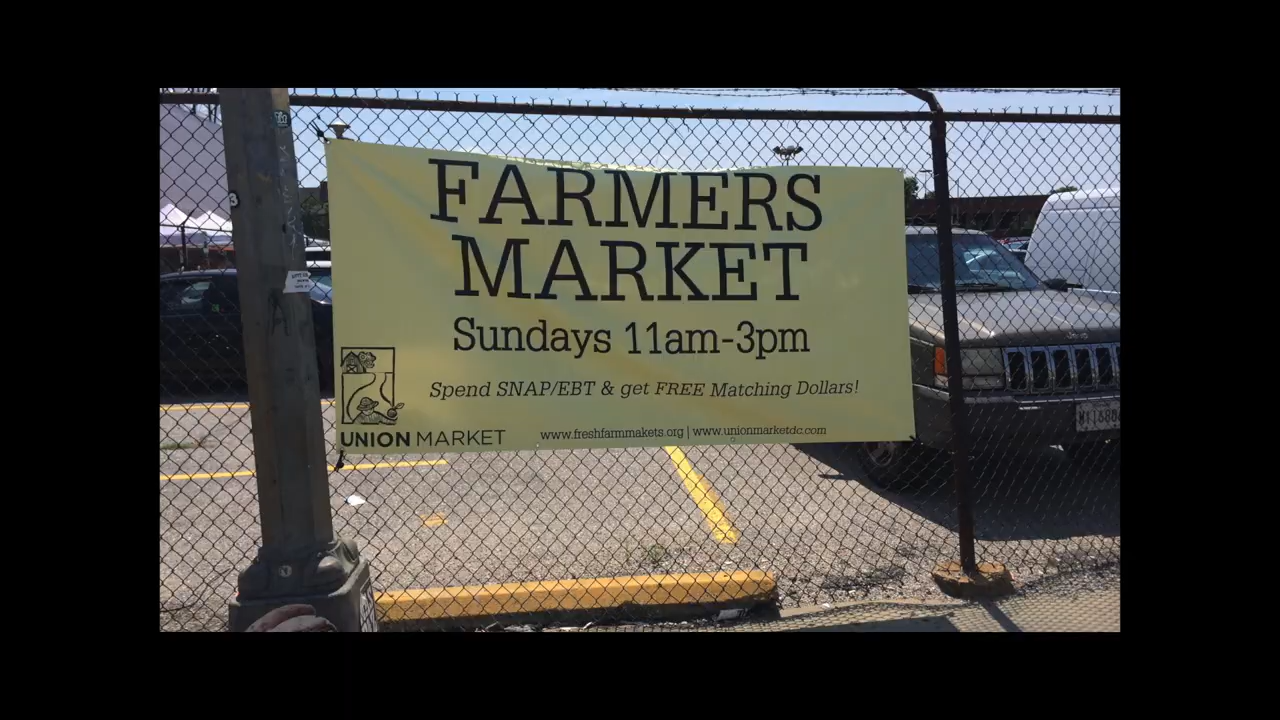 FARMERS
MARKET
Sundays 11am-3pm
Spend SNAP/EBT & get FREE Matching Dollars!
UNION MARKET
www.freshfarmmakets.org | www.unionmarketdc.com
Jeep